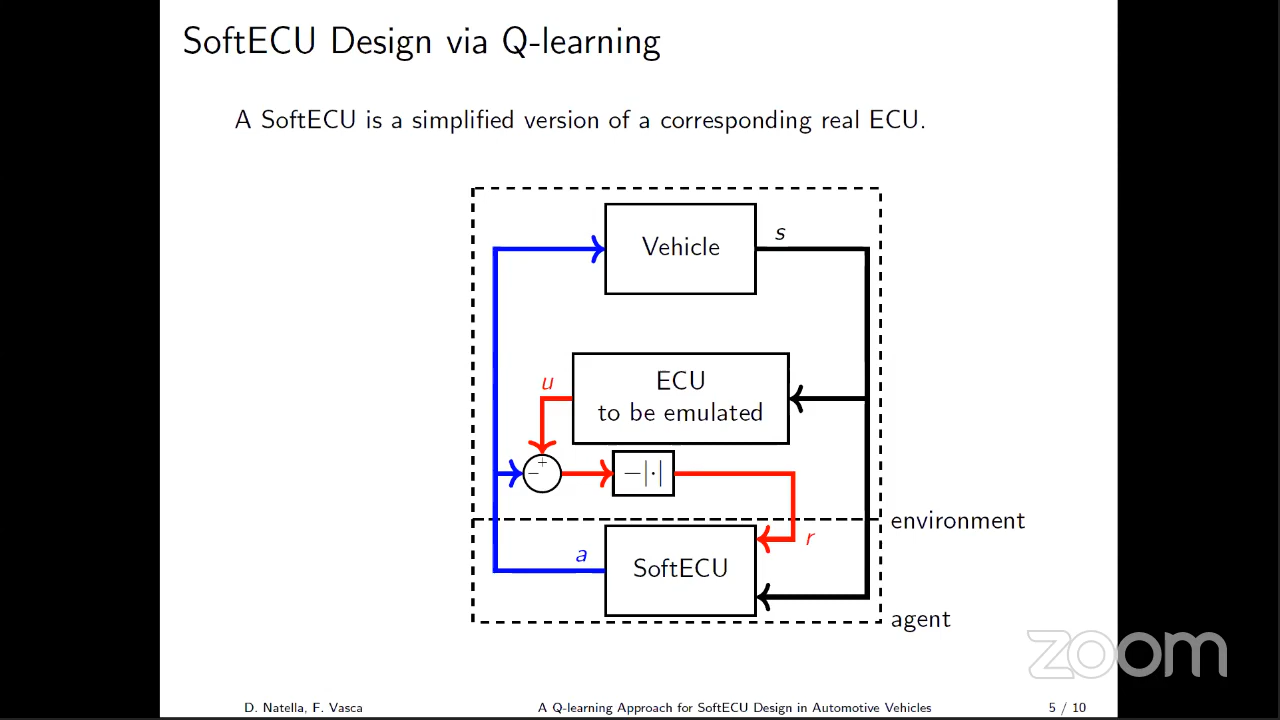 SoftECU Design via Q-learning
A SoftECU is a simplified version of a corresponding real ECU.
Vehicle
s
ECU
to be emulated
u
+
−
−|·|
environment
r
a
SoftECU
agent
zoom
D. Natella, F. Vasca
A Q-learning Approach for SoftECU Design in Automotive Vehicles
5 / 10